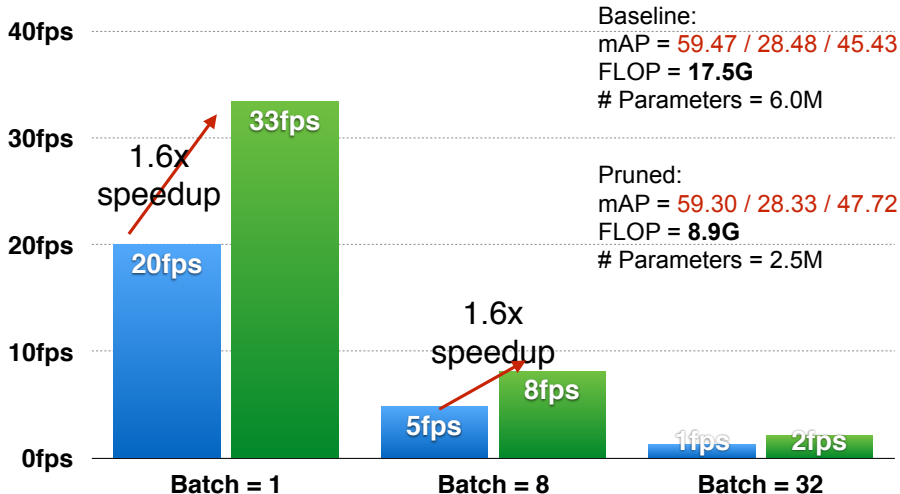 40fps
30fps
20fps
10fps
0fps
Baseline:
mAP = 59.47 / 28.48 / 45.43
FLOP = 17.5G
# Parameters = 6.0M
Pruned:
mAP = 59.30 / 28.33 / 47.72
FLOP = 8.9G
# Parameters = 2.5M
1.6x
speedup
20fps
33fps
1.6x
speedup
5fps
8fps
1fps
2fps
Batch = 1
Batch = 8
Batch = 32